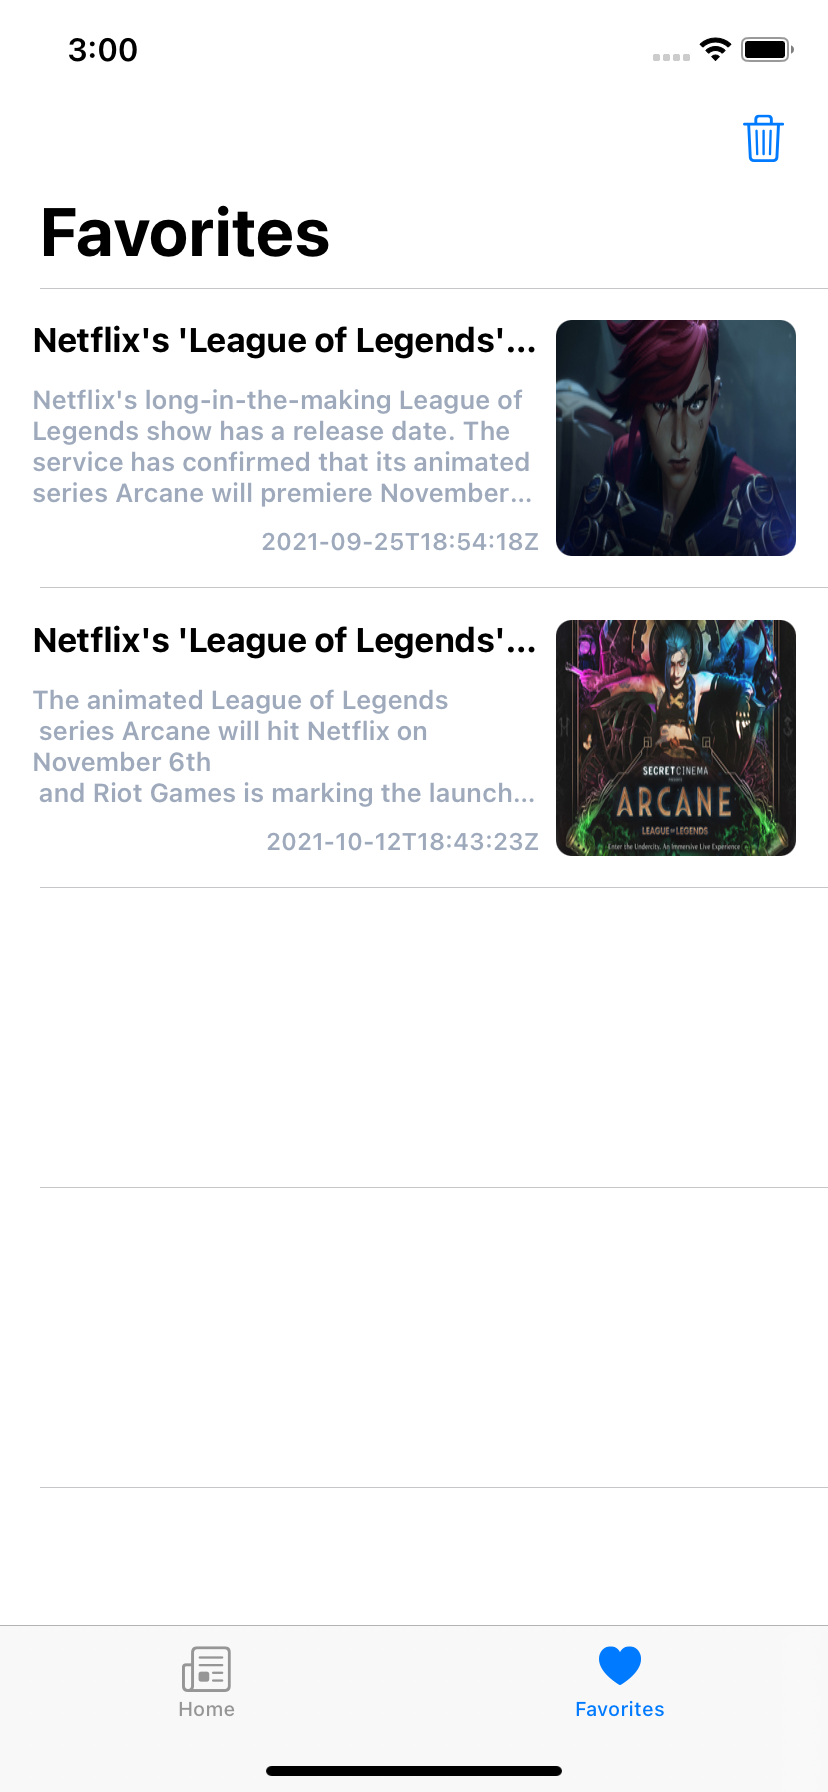 3:00
Favorites
Netflix's 'League of Legends'...
Netflix's long-in-the-making League of
Legends show has a release date. The
service has confirmed that its animated
series Arcane will premiere November...
2021-09-25T18:54:18Z
Netflix's 'League of Legends'...
The animated League of Legends
series Arcane will hit Netflix on
November 6th
and Riot Games is marking the launch...
2021-10-12T18:43:23Z
SECRETCINEMA
ARCANE
LEAGUE OF LEGENDS
Enter the Undercity. An Immersive Live Experience
Home
Favorites